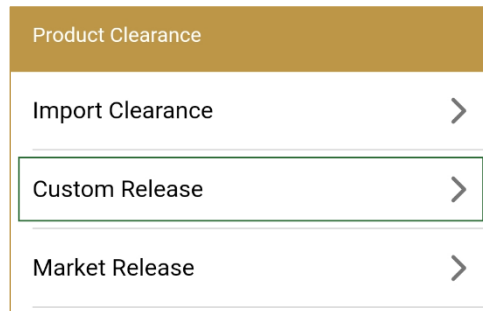 Product Clearance
Import Clearance
Custom Release
Market Release